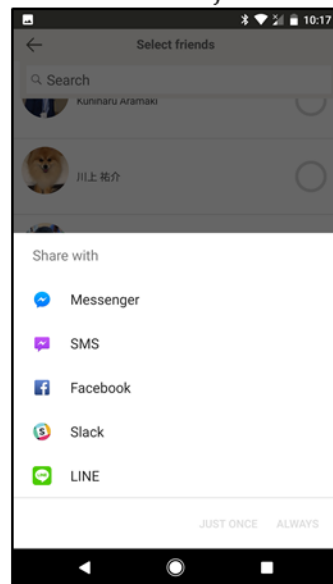 10:17
Select friends
Search
Kuniharu Aramaki
川上 祐介
Share with
Messenger
SMS
Facebook
Slack
LINE
JUST ONCE ALWAYS